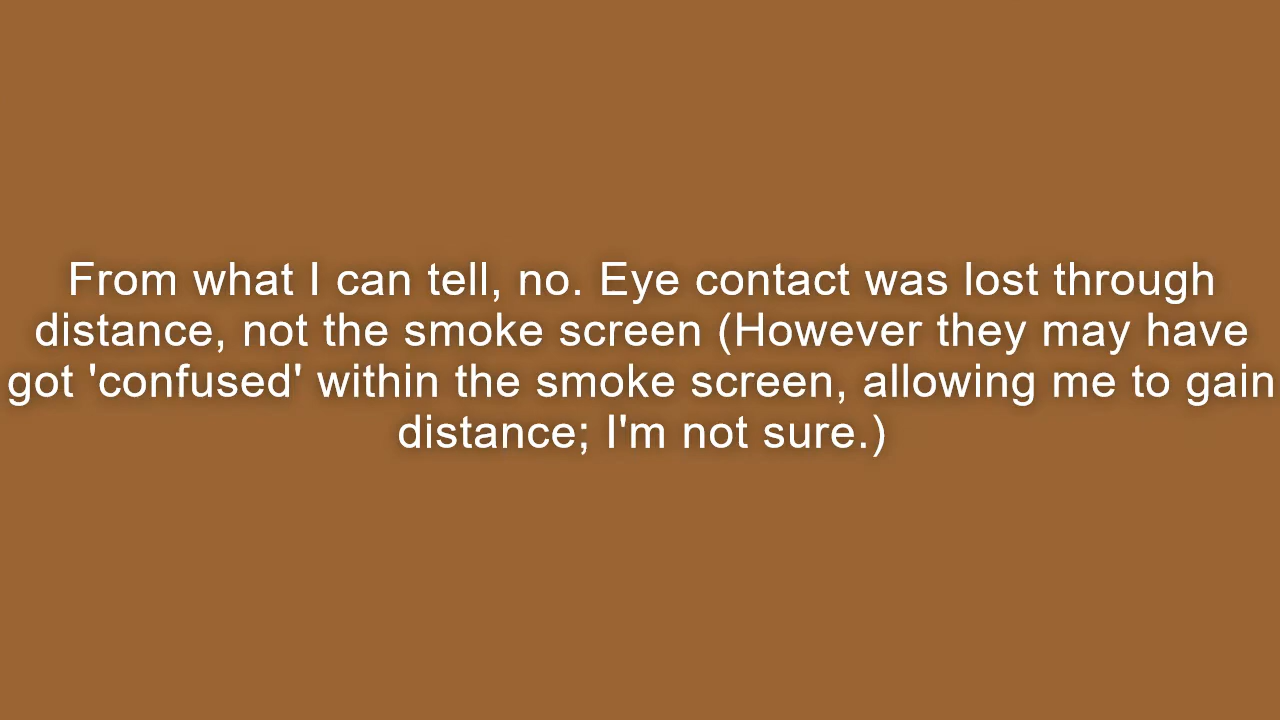 From what I can tell, no. Eye contact was lost through
distance, not the smoke screen (However they may have
got 'confused' within the smoke screen, allowing me to gain
distance; I'm not sure.)